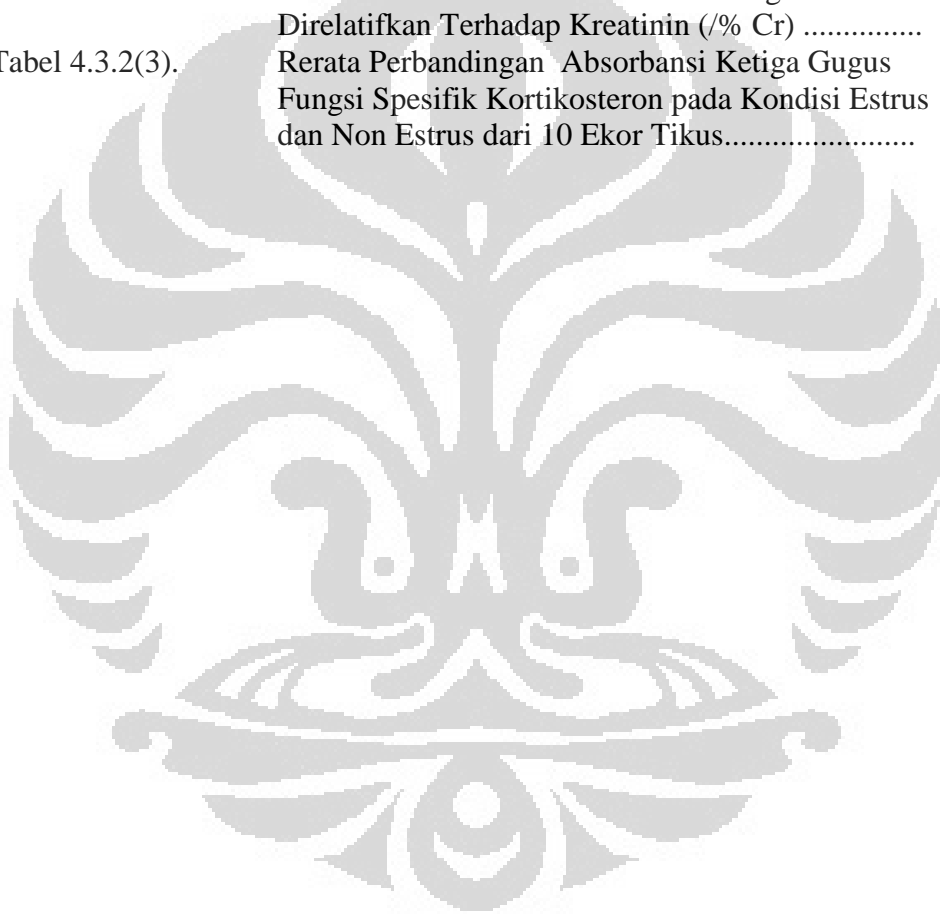 Direlatifkan Terhadap Kreatinin (/% Cr) ...............
Tabel 4.3.2(3). Rerata Perbandingan Absorbansi Ketiga Gugus
Fungsi Spesifik Kortikosteron pada Kondisi Estrus
dan Non Estrus dari 10 Ekor Tikus........................